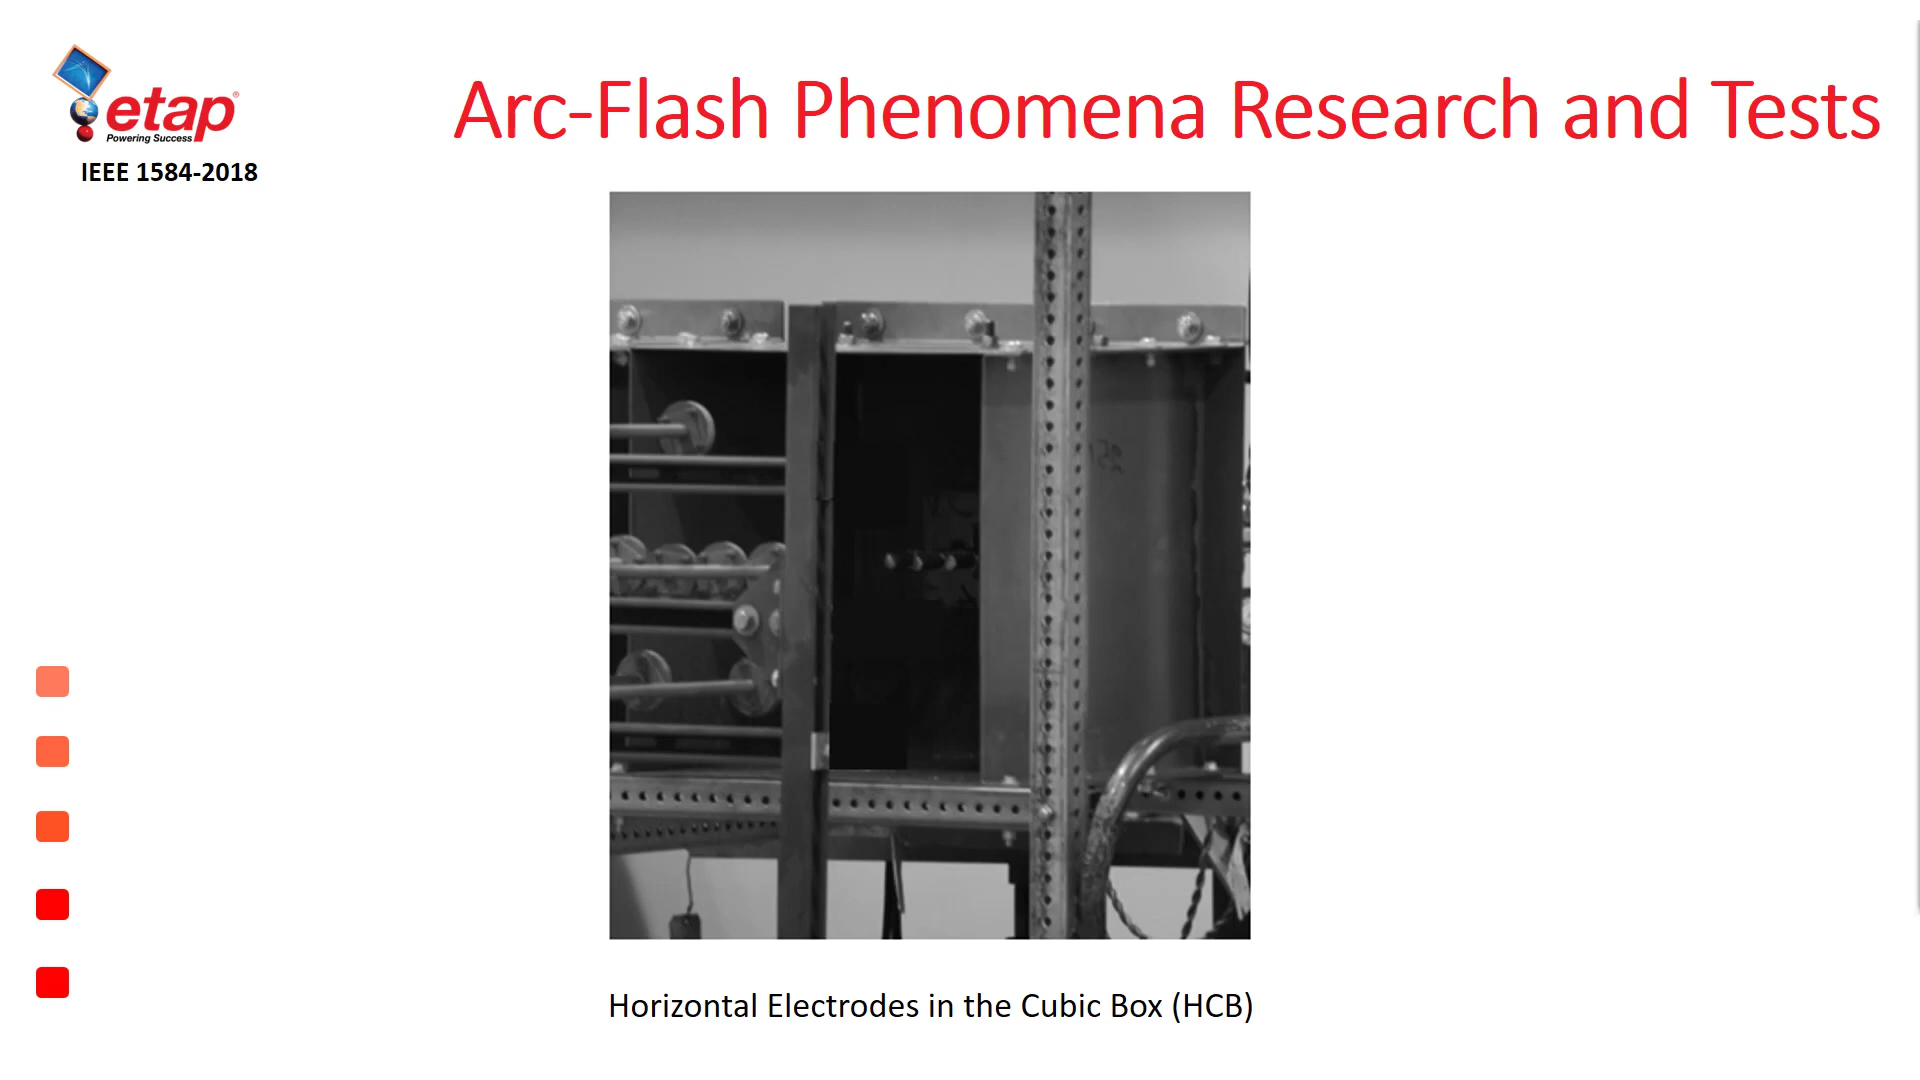 etap®
Powering Success
IEEE 1584-2018
Arc-Flash Phenomena Research and Tests
Horizontal Electrodes in the Cubic Box (HCB)